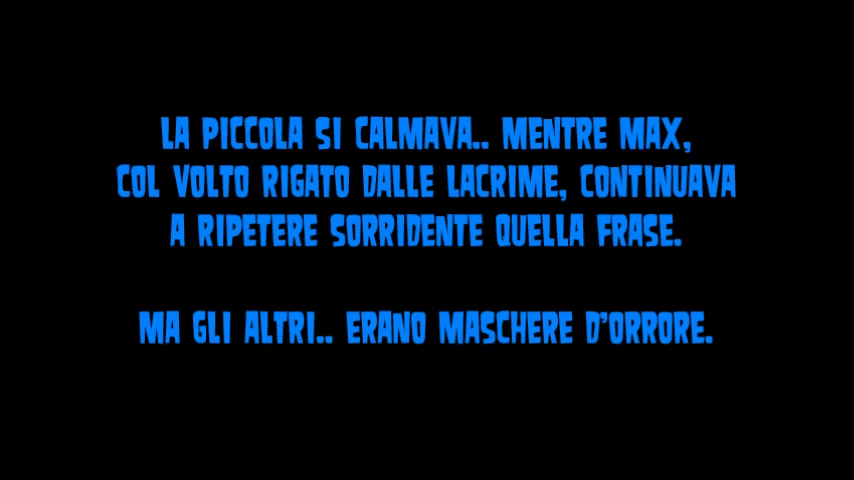 LA PICCOLA SI CALMAVA.. MENTRE MAX,
COL VOLTO RIGATO DALLE LACRIME, CONTINUAVA
A RIPETERE SORRIDENTE QUELLA FRASE.
MA GLI ALTRI.. ERANO MASCHERE D'ORRORE.